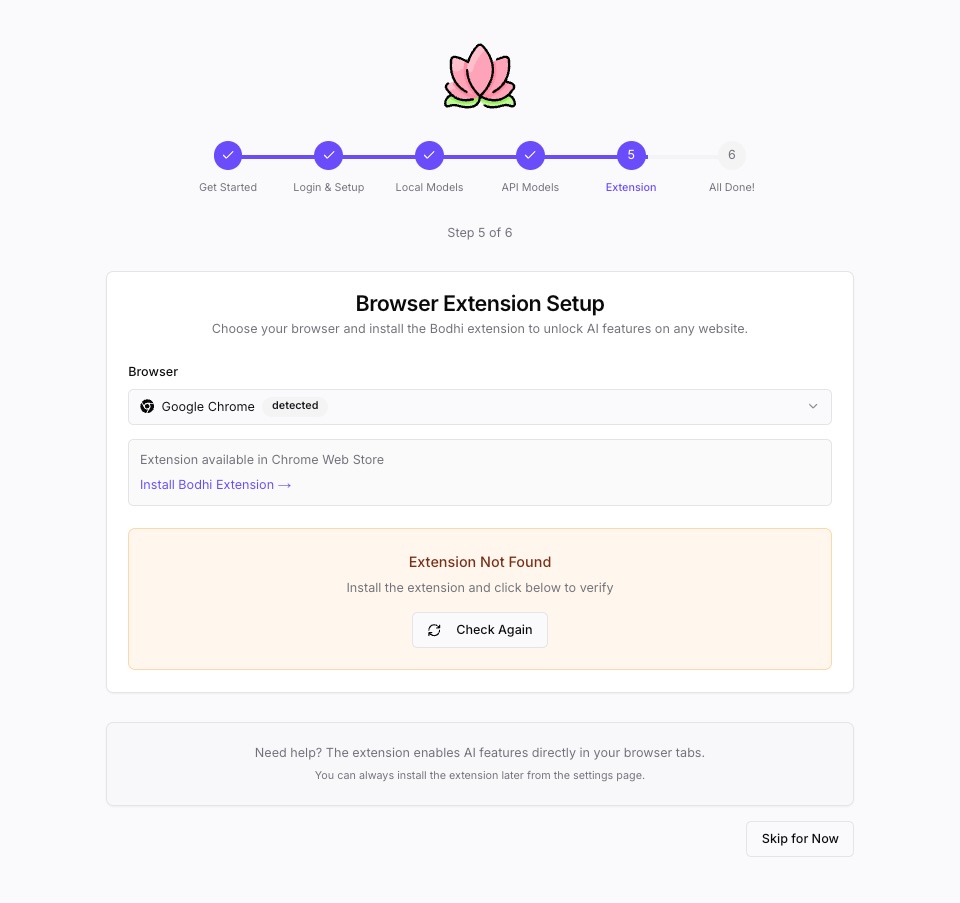 5
6
Get Started
Login & Setup
Local Models
API Models
Extension
All Done!
Step 5 of 6
Browser Extension Setup
Choose your browser and install the Bodhi extension to unlock AI features on any website.
Browser
Google Chrome detected
Extension available in Chrome Web Store
Install Bodhi Extension →
Extension Not Found
Install the extension and click below to verify
Check Again
Need help? The extension enables AI features directly in your browser tabs.
You can always install the extension later from the settings page.
Skip for Now